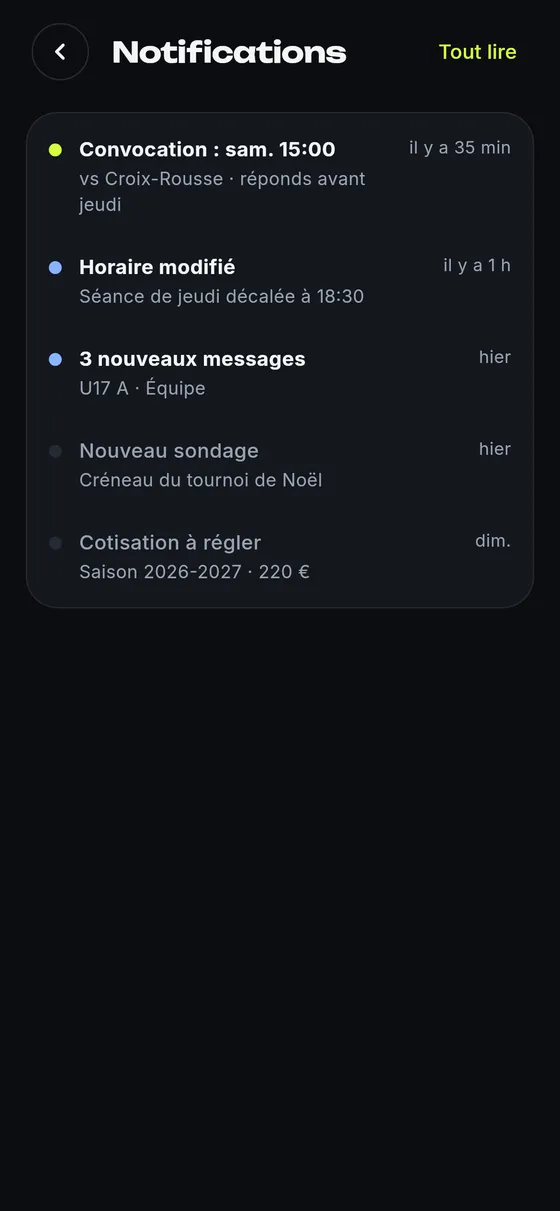 Notifications
Tout lire
Convocation : sam. 15:00
il y a 35 min
vs Croix-Rousse · réponds avant
jeudi
Horaire modifié
il y a 1 h
Séance de jeudi décalée à 18:30
3 nouveaux messages
hier
U17 A · Équipe
Nouveau sondage
hier
Créneau du tournoi de Noël
Cotisation à régler
dim.
Saison 2026-2027 · 220 €